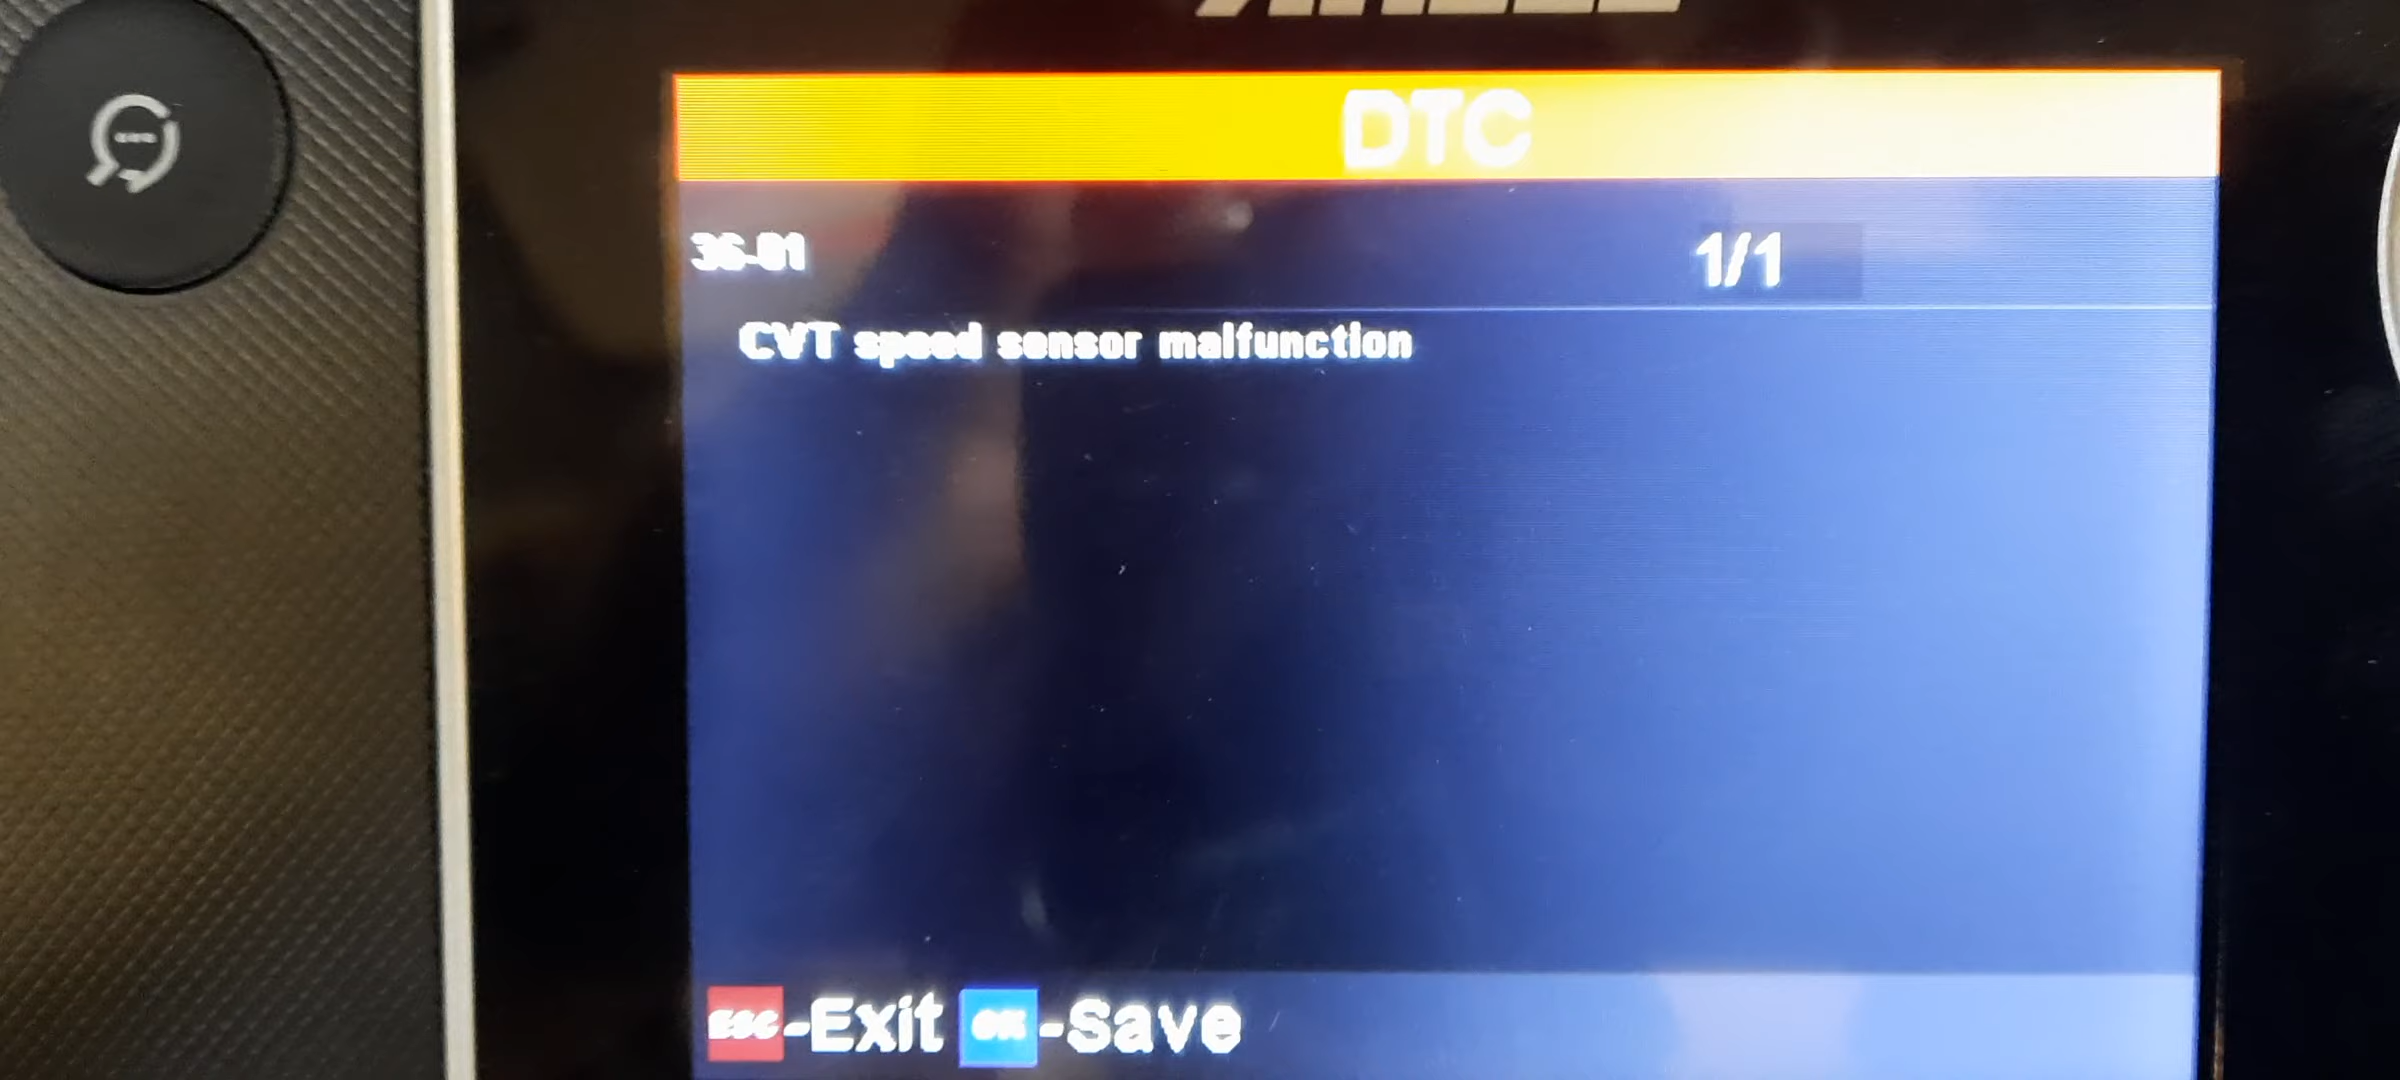 DTC
36-01
1/1
CVT speed sensor malfunction
ESC-Exit OK-Save